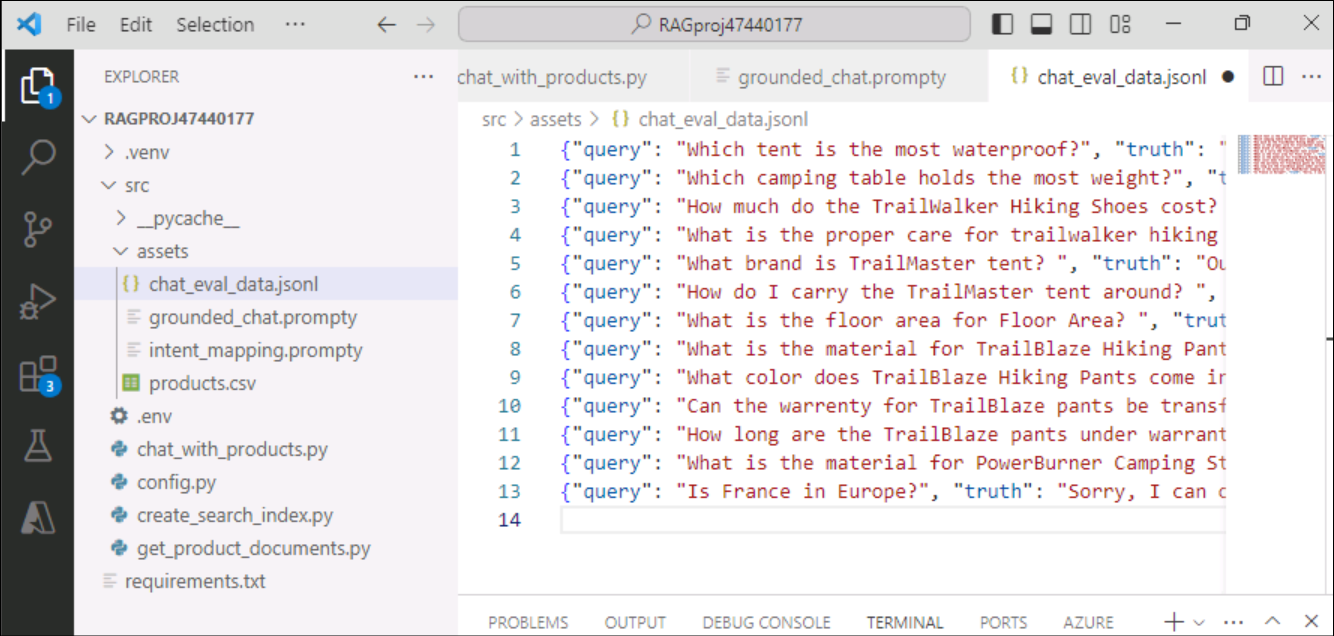 File Edit Selection ··· RAGproj47440177
EXPLORER ···
RAGPROJ47440177
.venv
src
__pycache__
assets
chat_eval_data.jsonl
grounded_chat.prompty
intent_mapping.prompty
products.csv
.env
chat_with_products.py
config.py
create_search_index.py
get_product_documents.py
requirements.txt
1
3
chat_with_products.py grounded_chat.prompty {} chat_eval_data.jsonl
src > assets > {} chat_eval_data.jsonl
1 {"query": "Which tent is the most waterproof?", "truth": "
2 {"query": "Which camping table holds the most weight?", "t
3 {"query": "How much do the TrailWalker Hiking Shoes cost?
4 {"query": "What is the proper care for trailwalker hiking
5 {"query": "What brand is TrailMaster tent? ", "truth": "Ou
6 {"query": "How do I carry the TrailMaster tent around? ",
7 {"query": "What is the floor area for Floor Area? ", "trut
8 {"query": "What is the material for TrailBlaze Hiking Pant
9 {"query": "What color does TrailBlaze Hiking Pants come in
10 {"query": "Can the warrenty for TrailBlaze pants be transf
11 {"query": "How long are the TrailBlaze pants under warrant
12 {"query": "What is the material for PowerBurner Camping St
13 {"query": "Is France in Europe?", "truth": "Sorry, I can o
14
PROBLEMS OUTPUT DEBUG CONSOLE TERMINAL PORTS AZURE